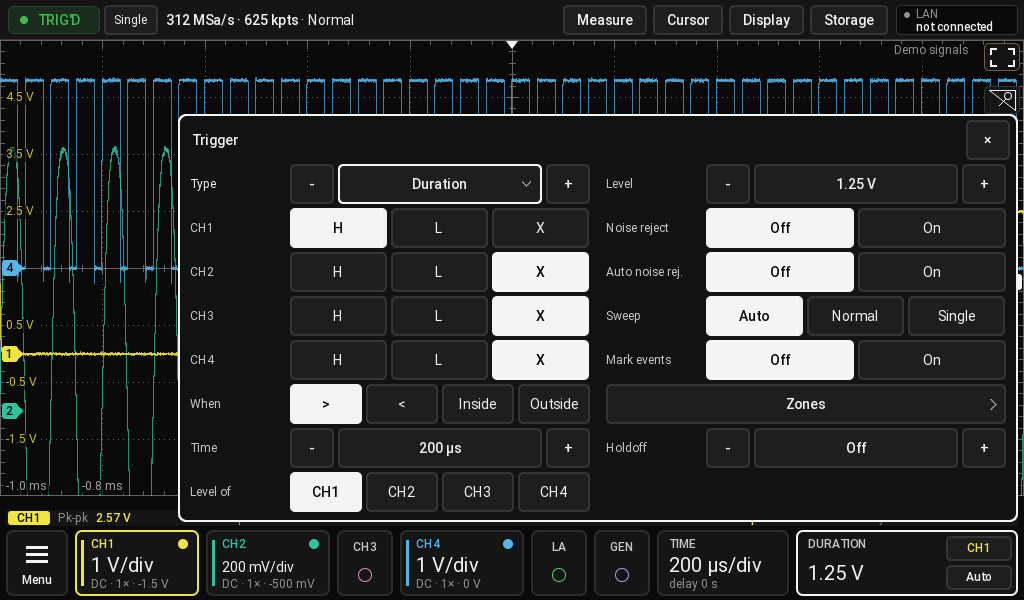 TRIG'D Single 312 MSa/s · 625 kpts · Normal Measure Cursor Display Storage LAN
not connected
Demo signals
4.5 V
3.5 V
2.5 V
4
0.5 V
1
-0.5 V
2
-1.5 V
-1.0 ms -0.8 ms
Trigger ×
Type - Duration + Level - 1.25 V +
CH1 H L X Noise reject Off On
CH2 H L X Auto noise rej. Off On
CH3 H L X Sweep Auto Normal Single
CH4 H L X Mark events Off On
When > < Inside Outside Zones
Time - 200 µs + Holdoff - Off +
Level of CH1 CH2 CH3 CH4
CH1 Pk-pk 2.57 V
Menu
CH1
1 V/div
DC · 1× · -1.5 V
CH2
200 mV/div
DC · 1× · -500 mV
CH3
CH4
1 V/div
DC · 1× · 0 V
LA
GEN
TIME
200 µs/div
delay 0 s
DURATION CH1
1.25 V Auto